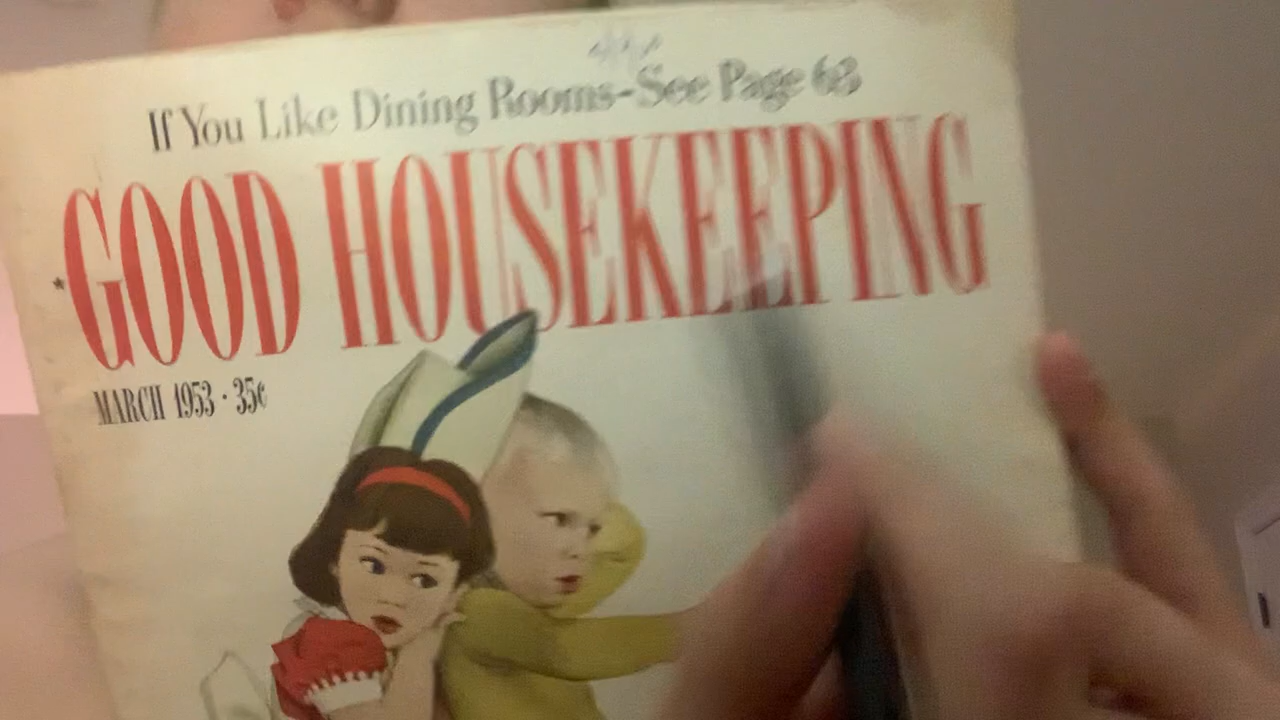 If You Like Dining Rooms-See Page 68
GOOD HOUSEKEEPING
*
MARCH 1953 · 35¢